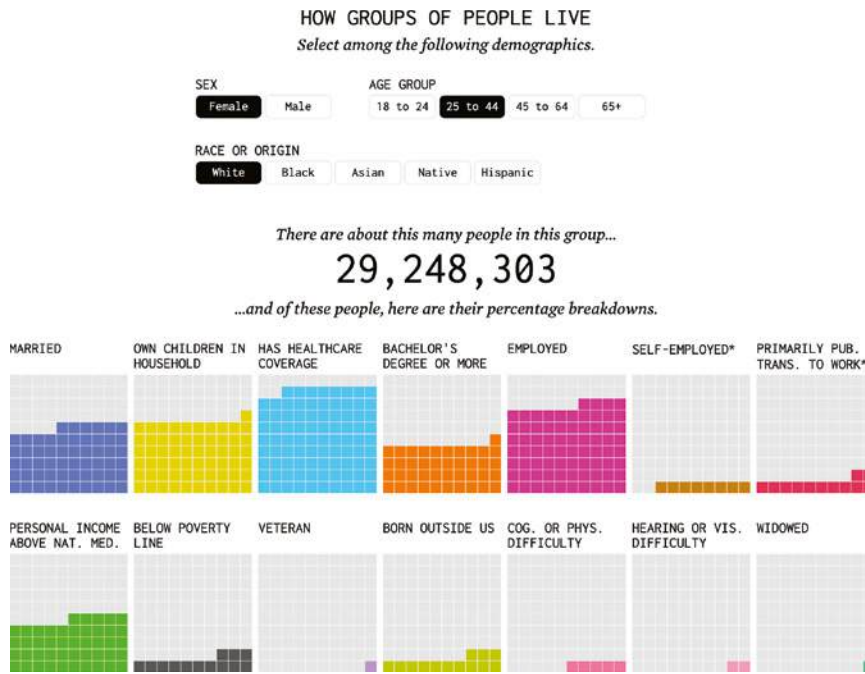 HOW GROUPS OF PEOPLE LIVE
Select among the following demographics.
SEX
Female Male
AGE GROUP
18 to 24 25 to 44 45 to 64 65+
RACE OR ORIGIN
White Black Asian Native Hispanic
There are about this many people in this group...
29,248,303
...and of these people, here are their percentage breakdowns.
MARRIED
OWN CHILDREN IN
HOUSEHOLD
HAS HEALTHCARE
COVERAGE
BACHELOR'S
DEGREE OR MORE
EMPLOYED
SELF-EMPLOYED*
PRIMARILY PUB.
TRANS. TO WORK*
PERSONAL INCOME
ABOVE NAT. MED.
BELOW POVERTY
LINE
VETERAN
BORN OUTSIDE US
COG. OR PHYS.
DIFFICULTY
HEARING OR VIS.
DIFFICULTY
WIDOWED